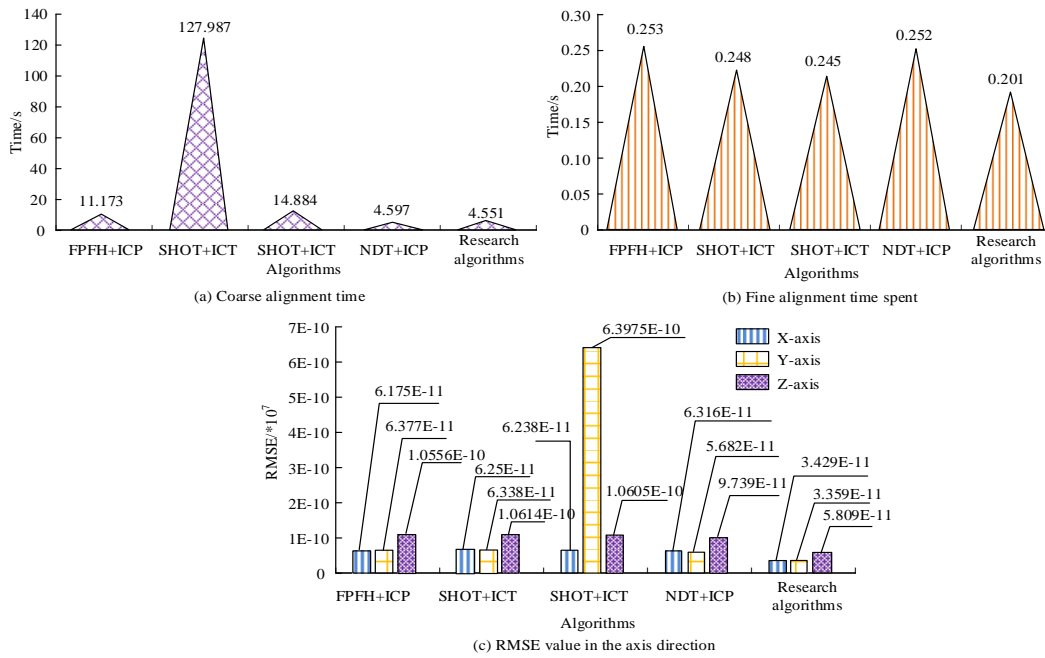 140
120
100
80
60
40
20
0
Time/s
11.173
127.987
14.884
4.597
4.551
FPFH+ICP
SHOT+ICT
SHOT+ICT
NDT+ICP
Research
algorithms
Algorithms
(a) Coarse alignment time
0.30
0.25
0.20
0.15
0.10
0.05
0
Time/s
0.253
0.248
0.245
0.252
0.201
FPFH+ICP
SHOT+ICT
SHOT+ICT
NDT+ICP
Research
algorithms
Algorithms
(b) Fine alignment time spent
7E-10
6E-10
5E-10
4E-10
3E-10
2E-10
1E-10
0
RMSE/*10⁷
6.175E-11
6.377E-11
1.0556E-10
6.25E-11
6.338E-11
1.0614E-10
6.238E-11
6.3975E-10
1.0605E-10
6.316E-11
5.682E-11
9.739E-11
3.429E-11
3.359E-11
5.809E-11
X-axis
Y-axis
Z-axis
FPFH+ICP
SHOT+ICT
SHOT+ICT
NDT+ICP
Research
algorithms
Algorithms
(c) RMSE value in the axis direction